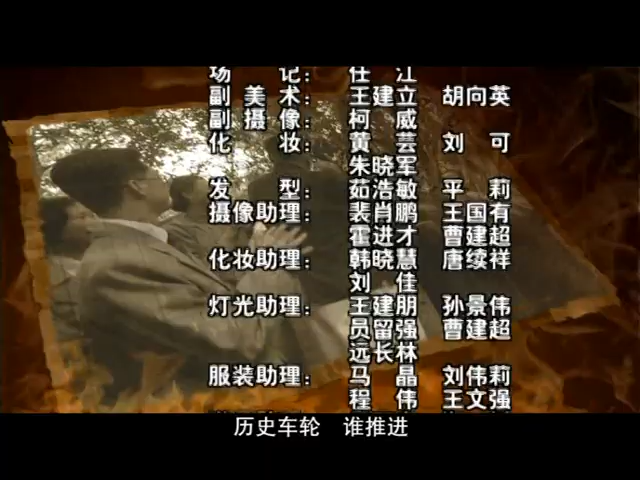 场 记： 任 江
副 美 术： 王建立 胡向英
副 摄 像： 柯 威
化 妆： 黄 芸 刘 可
朱晓军
发 型： 茹浩敏 平 莉
摄像助理： 裴肖鹏 王国有
霍进才 曹建超
化妆助理： 韩晓慧 唐续祥
刘 佳
灯光助理： 王建朋 孙景伟
员留强 曹建超
远长林
服装助理： 马 晶 刘伟莉
程 伟 王文强
历史车轮 谁推进